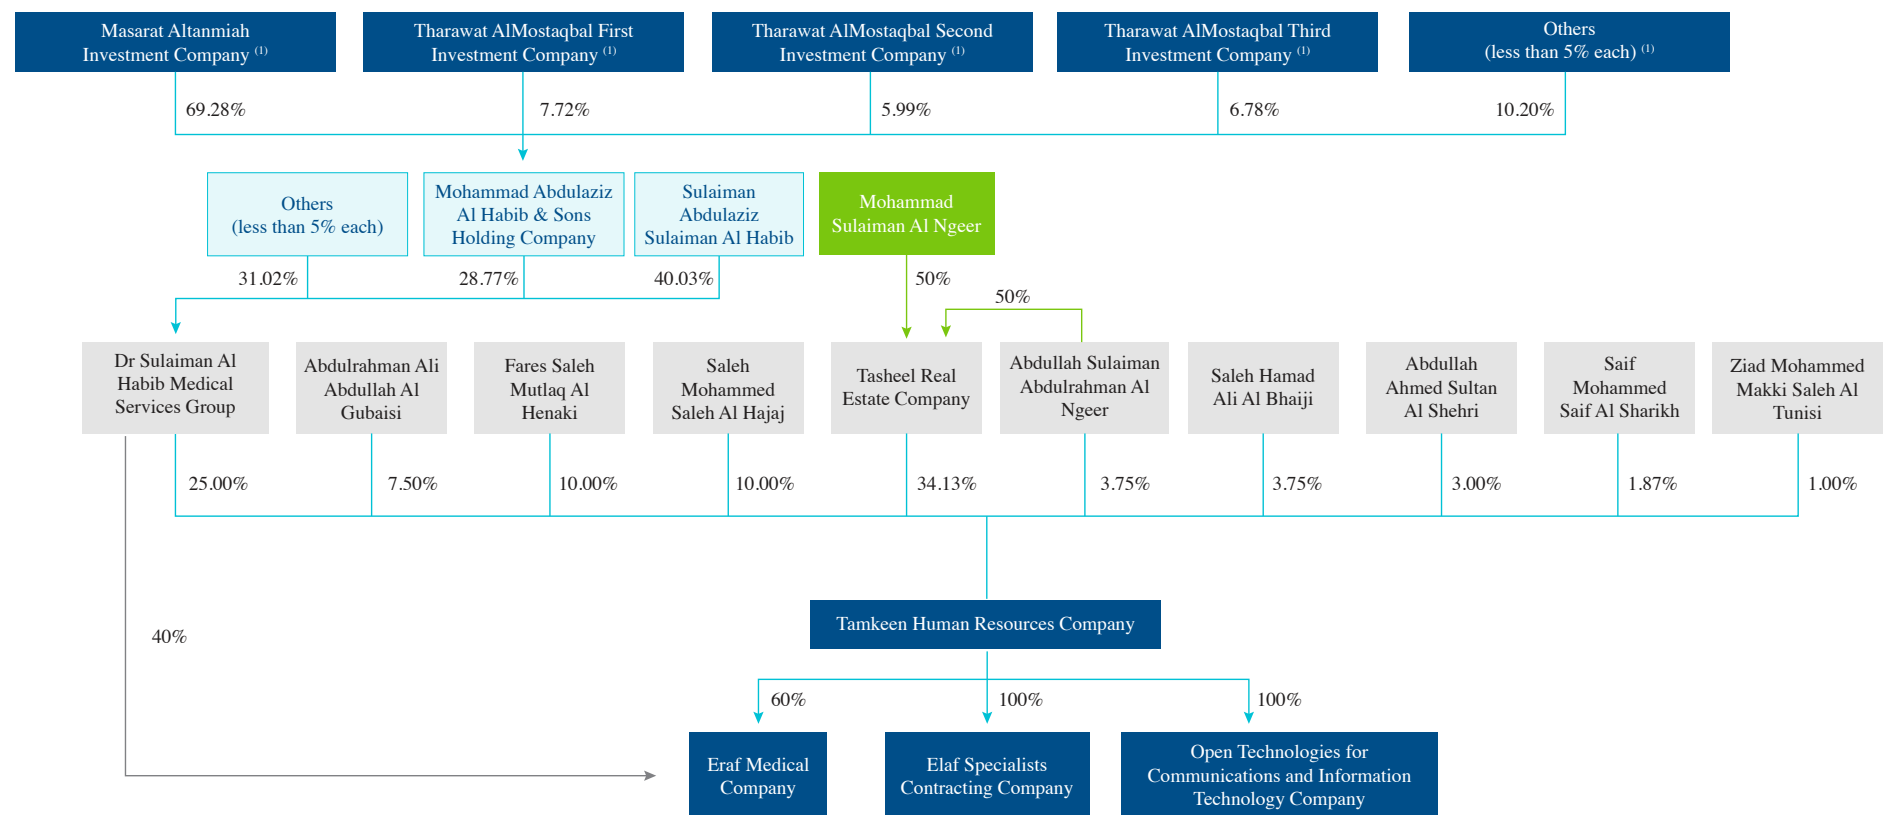 Masarat Altanmiah
Investment Company (1)
Tharawat AlMostaqbal First
Investment Company (1)
Tharawat AlMostaqbal Second
Investment Company (1)
Tharawat AlMostaqbal Third
Investment Company (1)
Others
(less than 5% each) (1)
69.28%
7.72%
5.99%
6.78%
10.20%
Others
(less than 5% each)
Mohammad Abdulaziz
Al Habib & Sons
Holding Company
Sulaiman
Abdulaziz
Sulaiman Al Habib
Mohammad
Sulaiman Al Ngeer
31.02%
28.77%
40.03%
50%
50%
Dr Sulaiman Al
Habib Medical
Services Group
Abdulrahman Ali
Abdullah Al
Gubaisi
Fares Saleh
Mutlaq Al
Henaki
Saleh
Mohammed
Saleh Al Hajaj
Tasheel Real
Estate Company
Abdullah Sulaiman
Abdulrahman Al
Ngeer
Saleh Hamad
Ali Al Bhaiji
Abdullah
Ahmed Sultan
Al Shehri
Saif
Mohammed
Saif Al Sharikh
Ziad Mohammed
Makki Saleh Al
Tunisi
25.00%
7.50%
10.00%
10.00%
34.13%
3.75%
3.75%
3.00%
1.87%
1.00%
Tamkeen Human Resources Company
40%
60%
100%
100%
Eraf Medical
Company
Elaf Specialists
Contracting Company
Open Technologies for
Communications and Information
Technology Company